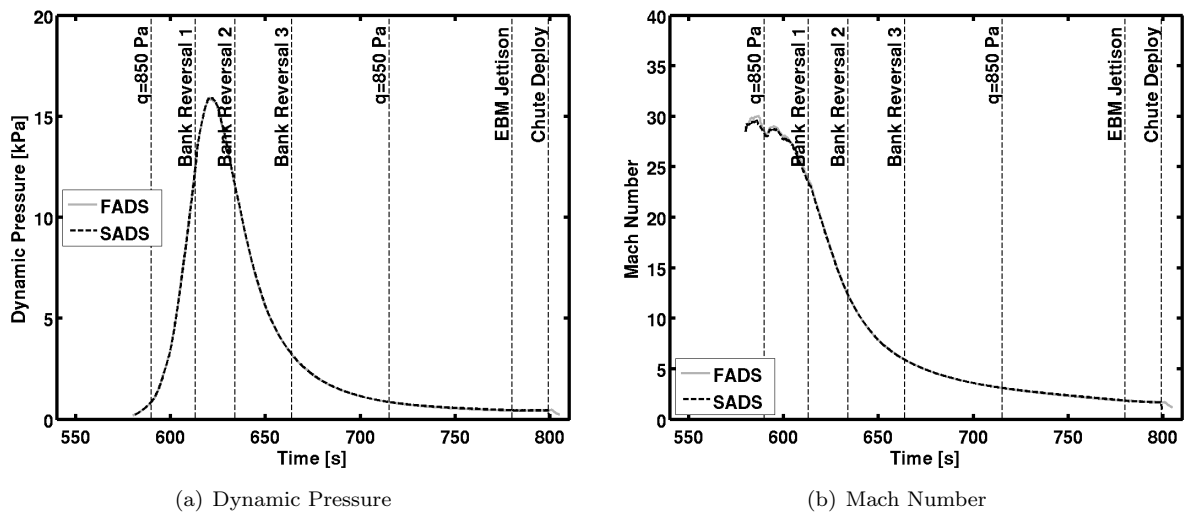 20
15
10
5
0
Dynamic Pressure [kPa]
q=850 Pa
Bank Reversal 1
Bank Reversal 2
Bank Reversal 3
q=850 Pa
EBM Jettison
Chute Deploy
FADS
SADS
550 600 650 700 750 800
Time [s]
(a) Dynamic Pressure
40
35
30
25
20
15
10
5
0
Mach Number
q=850 Pa
Bank Reversal 1
Bank Reversal 2
Bank Reversal 3
q=850 Pa
EBM Jettison
Chute Deploy
FADS
SADS
550 600 650 700 750 800
Time [s]
(b) Mach Number